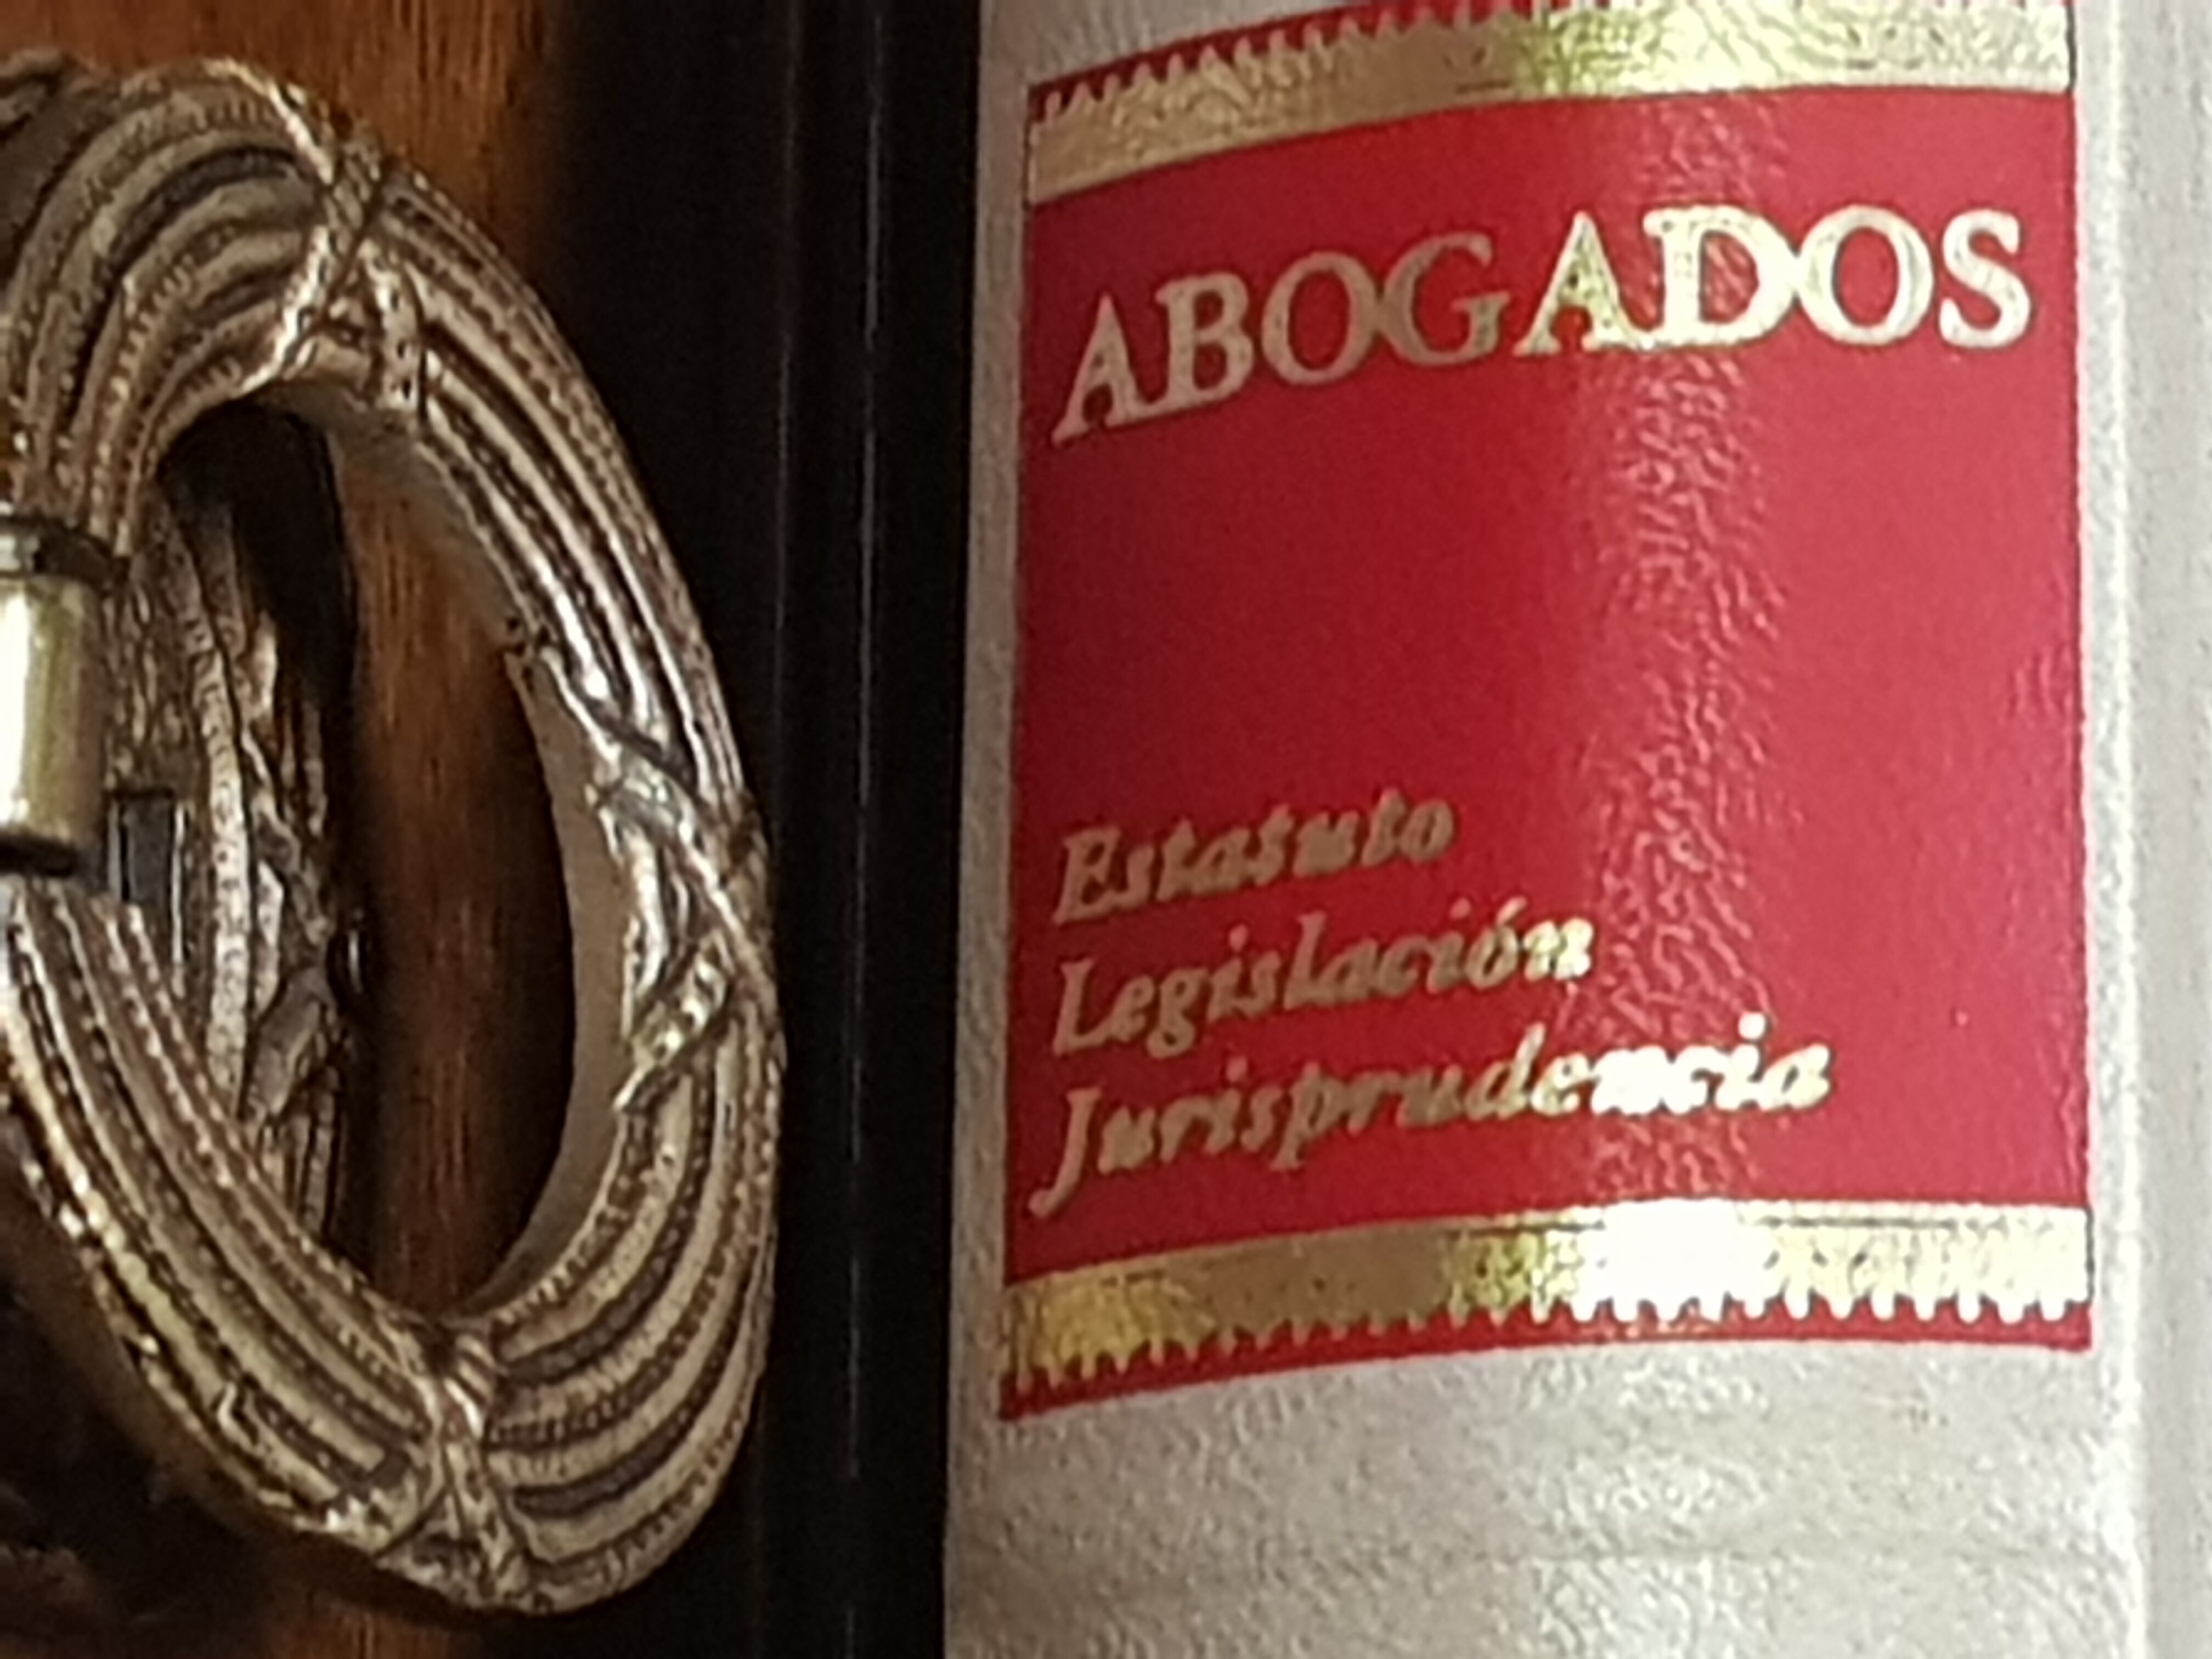 ABOGADOS
Estatuto
Legislación
Jurisprudencia